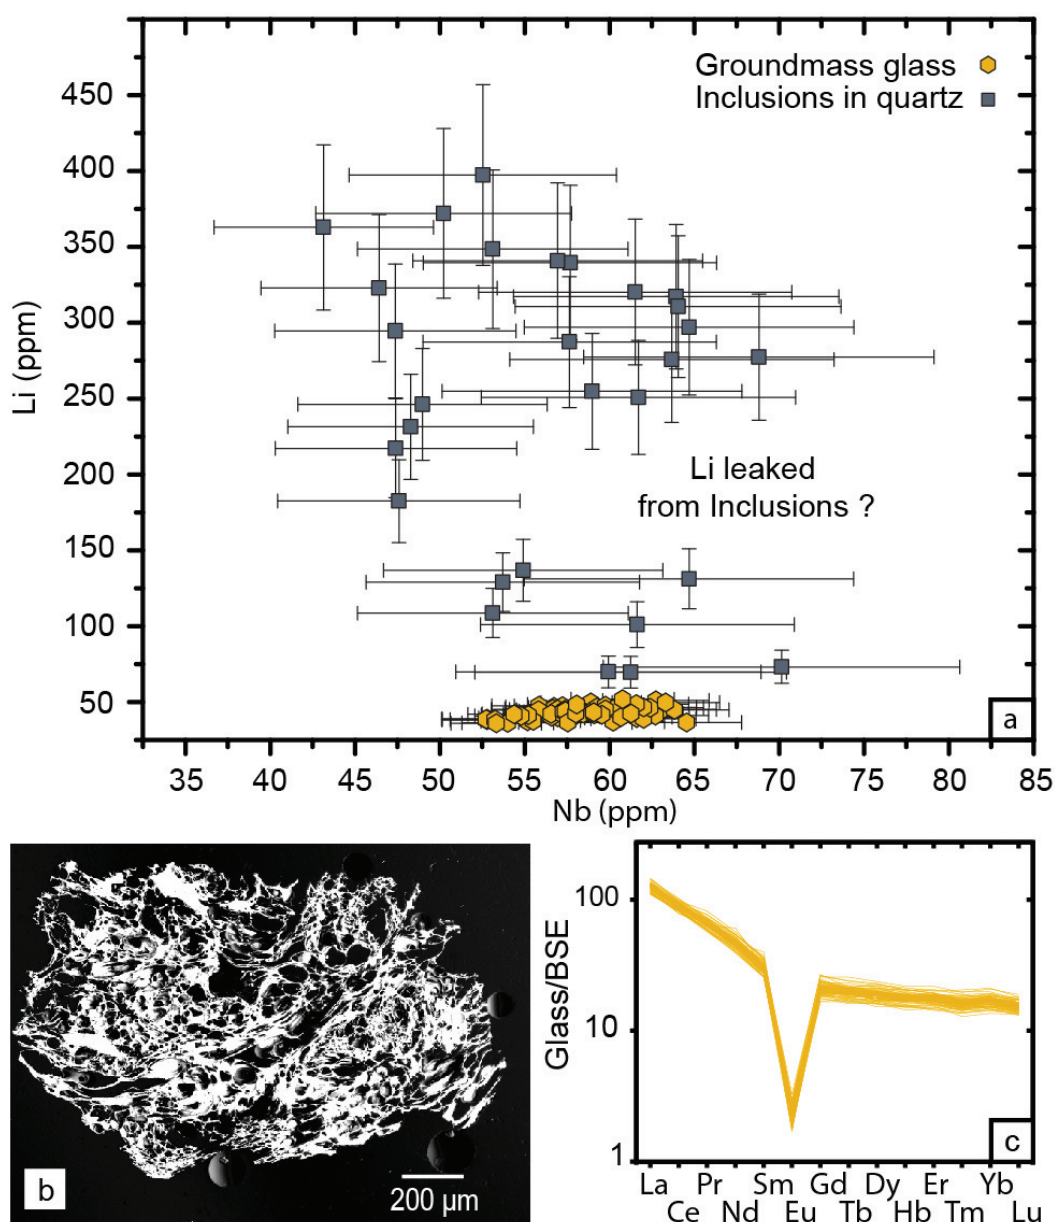 Groundmass glass
Inclusions in quartz
450
400
350
300
250
200
150
100
50
Li (ppm)
Li leaked
from Inclusions ?
a
35 40 45 50 55 60 65 70 75 80 85
Nb (ppm)
b
200 µm
Glass/BSE
100
10
1
c
La Pr Sm Gd Dy Er Yb
Ce Nd Eu Tb Hb Tm Lu